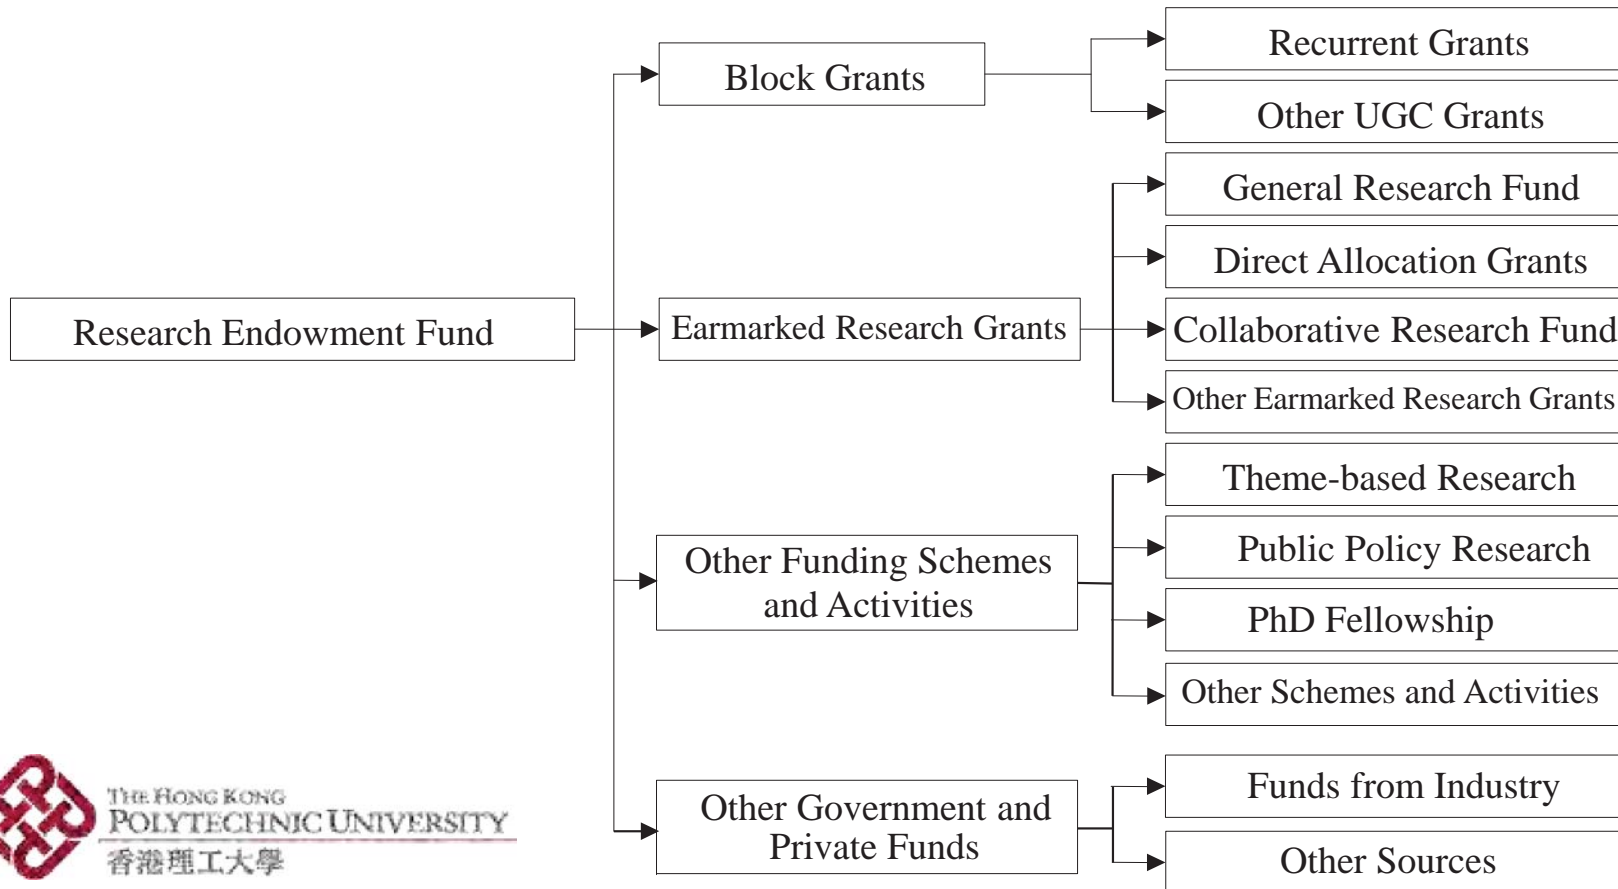 Research Endowment Fund
Block Grants
Recurrent Grants
Other UGC Grants
Earmarked Research Grants
General Research Fund
Direct Allocation Grants
Collaborative Research Fund
Other Earmarked Research Grants
Other Funding Schemes
and Activities
Theme-based Research
Public Policy Research
PhD Fellowship
Other Schemes and Activities
Other Government and
Private Funds
Funds from Industry
Other Sources
THE HONG KONG
POLYTECHNIC UNIVERSITY
香港理工大學